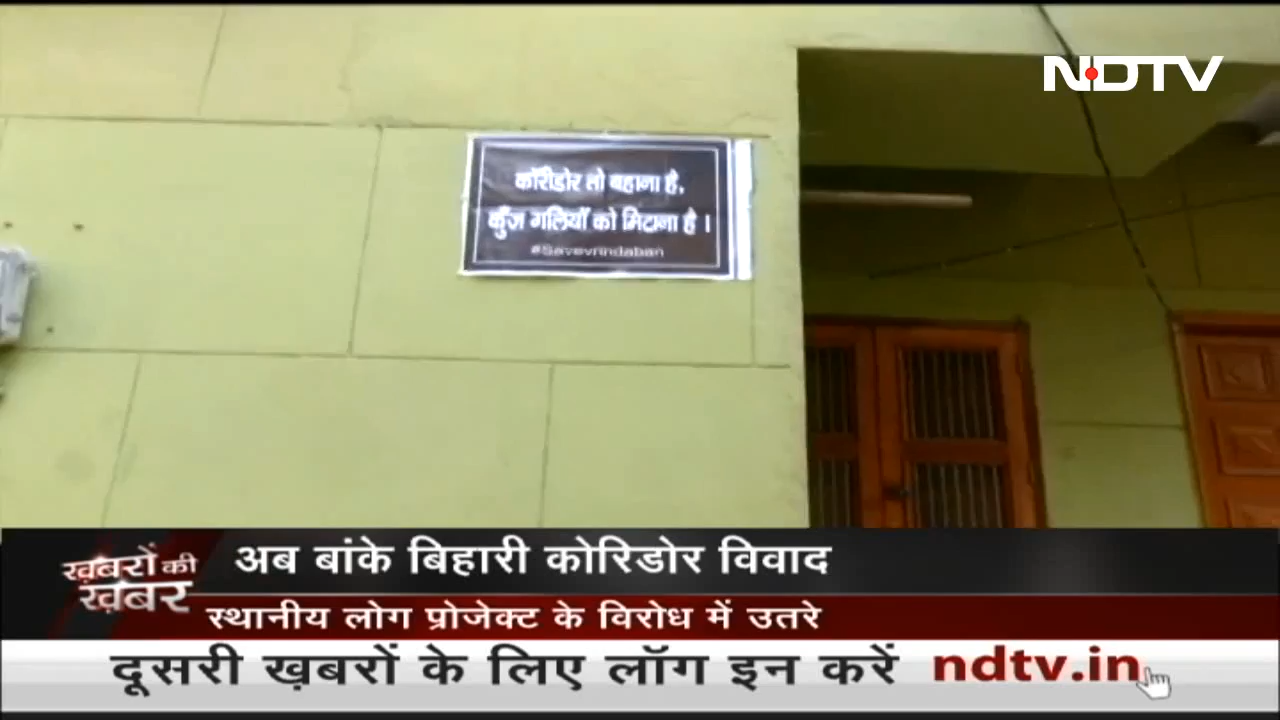 NDTV
कॉरीडोर तो बहाना है,
कुँज गलियों को मिटाना है।
#Savevrindaban
ख़बरों की
ख़बर
अब बांके बिहारी कोरिडोर विवाद
स्थानीय लोग प्रोजेक्ट के विरोध में उतरे
दूसरी ख़बरों के लिए लॉग इन करें ndtv.in